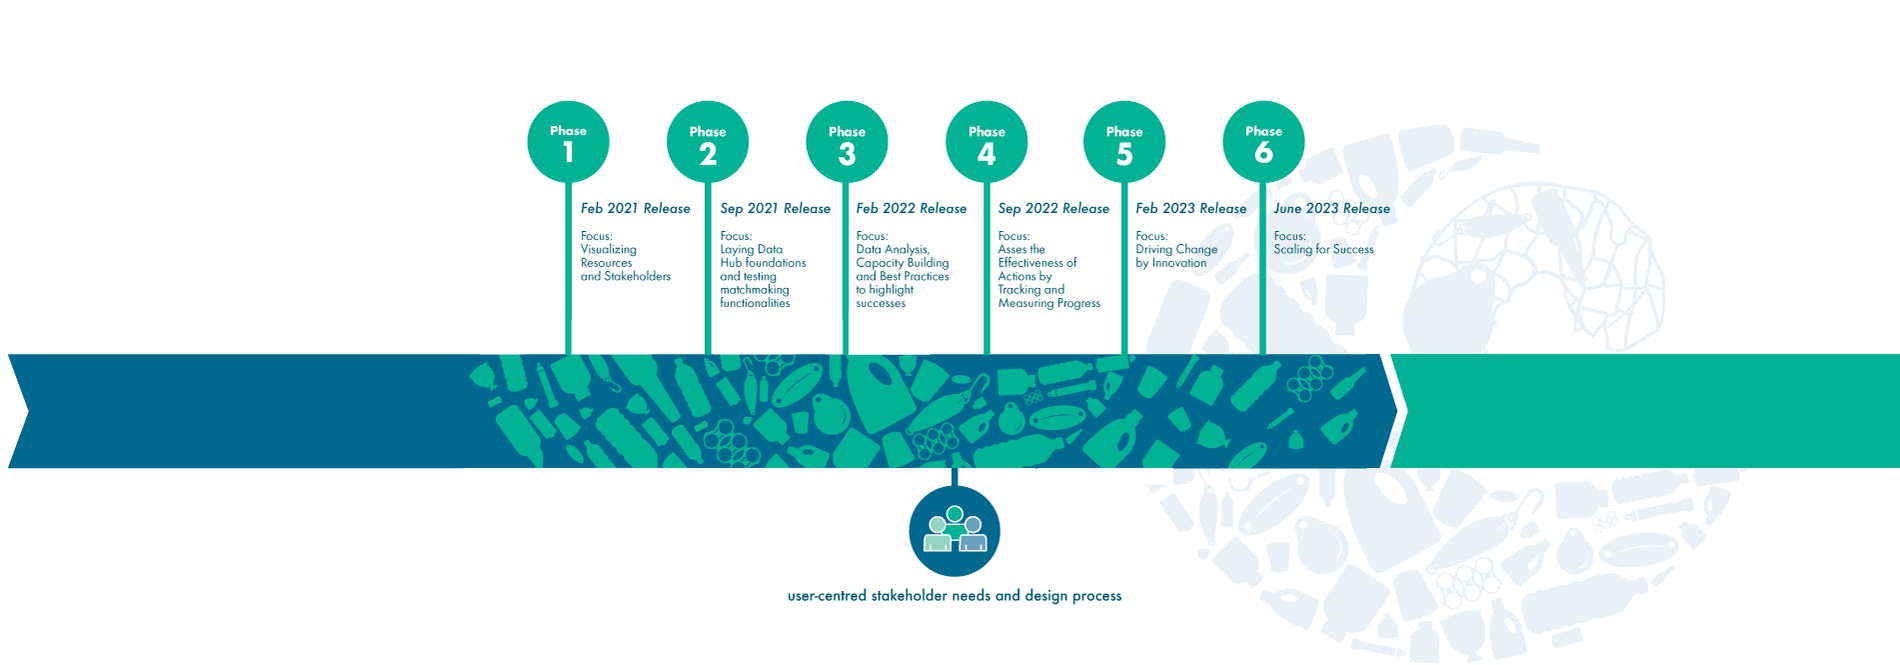 Phase
1
Phase
2
Phase
3
Phase
4
Phase
5
Phase
6
Feb 2021 Release
Focus:
Visualizing
Resources
and Stakeholders
Sep 2021 Release
Focus:
Laying Data
Hub foundations
and testing
matchmaking
functionalities
Feb 2022 Release
Focus:
Data Analysis,
Capacity Building
and Best Practices
to highlight
successes
Sep 2022 Release
Focus:
Asses the
Effectiveness of
Actions by
Tracking and
Measuring Progress
Feb 2023 Release
Focus:
Driving Change
by Innovation
June 2023 Release
Focus:
Scaling for Success
user-centred stakeholder needs and design process